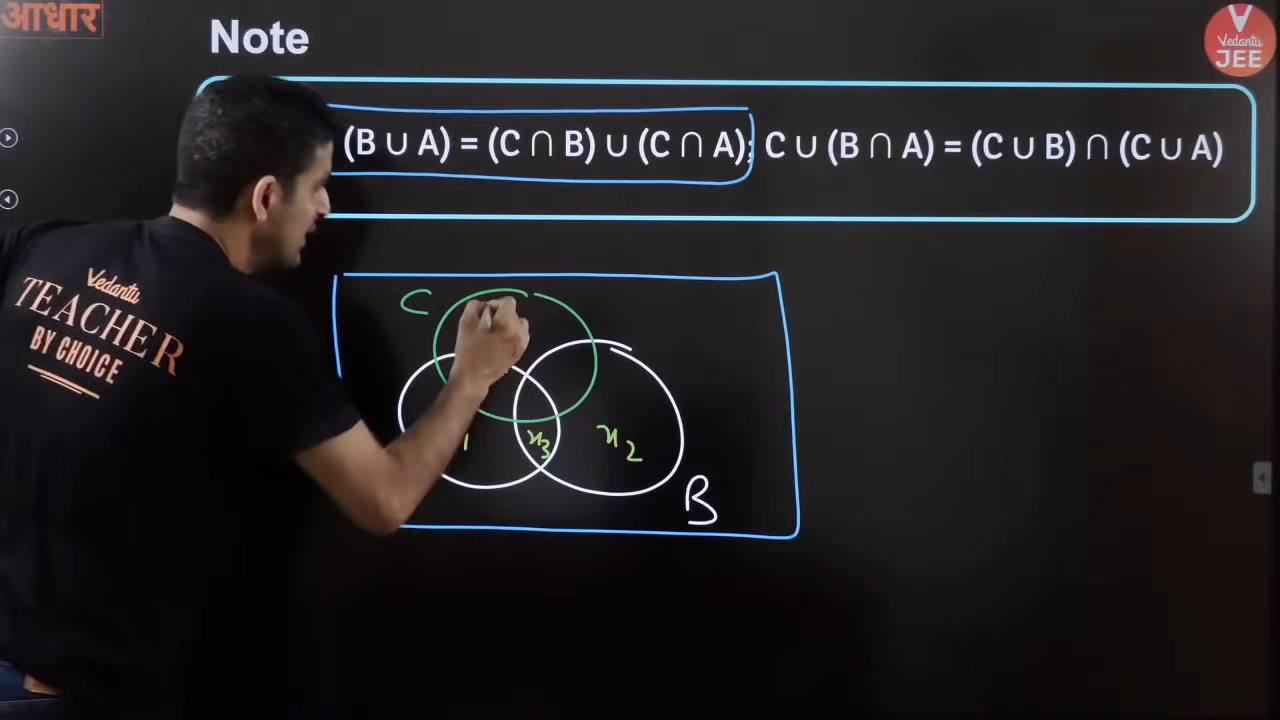 आधार
Note
Vedantu
JEE
(B ∪ A) = (C ∩ B) ∪ (C ∩ A); C ∪ (B ∩ A) = (C ∪ B) ∩ (C ∪ A)
Vedantu
TEACHER
BY CHOICE
C
x3
x2
B